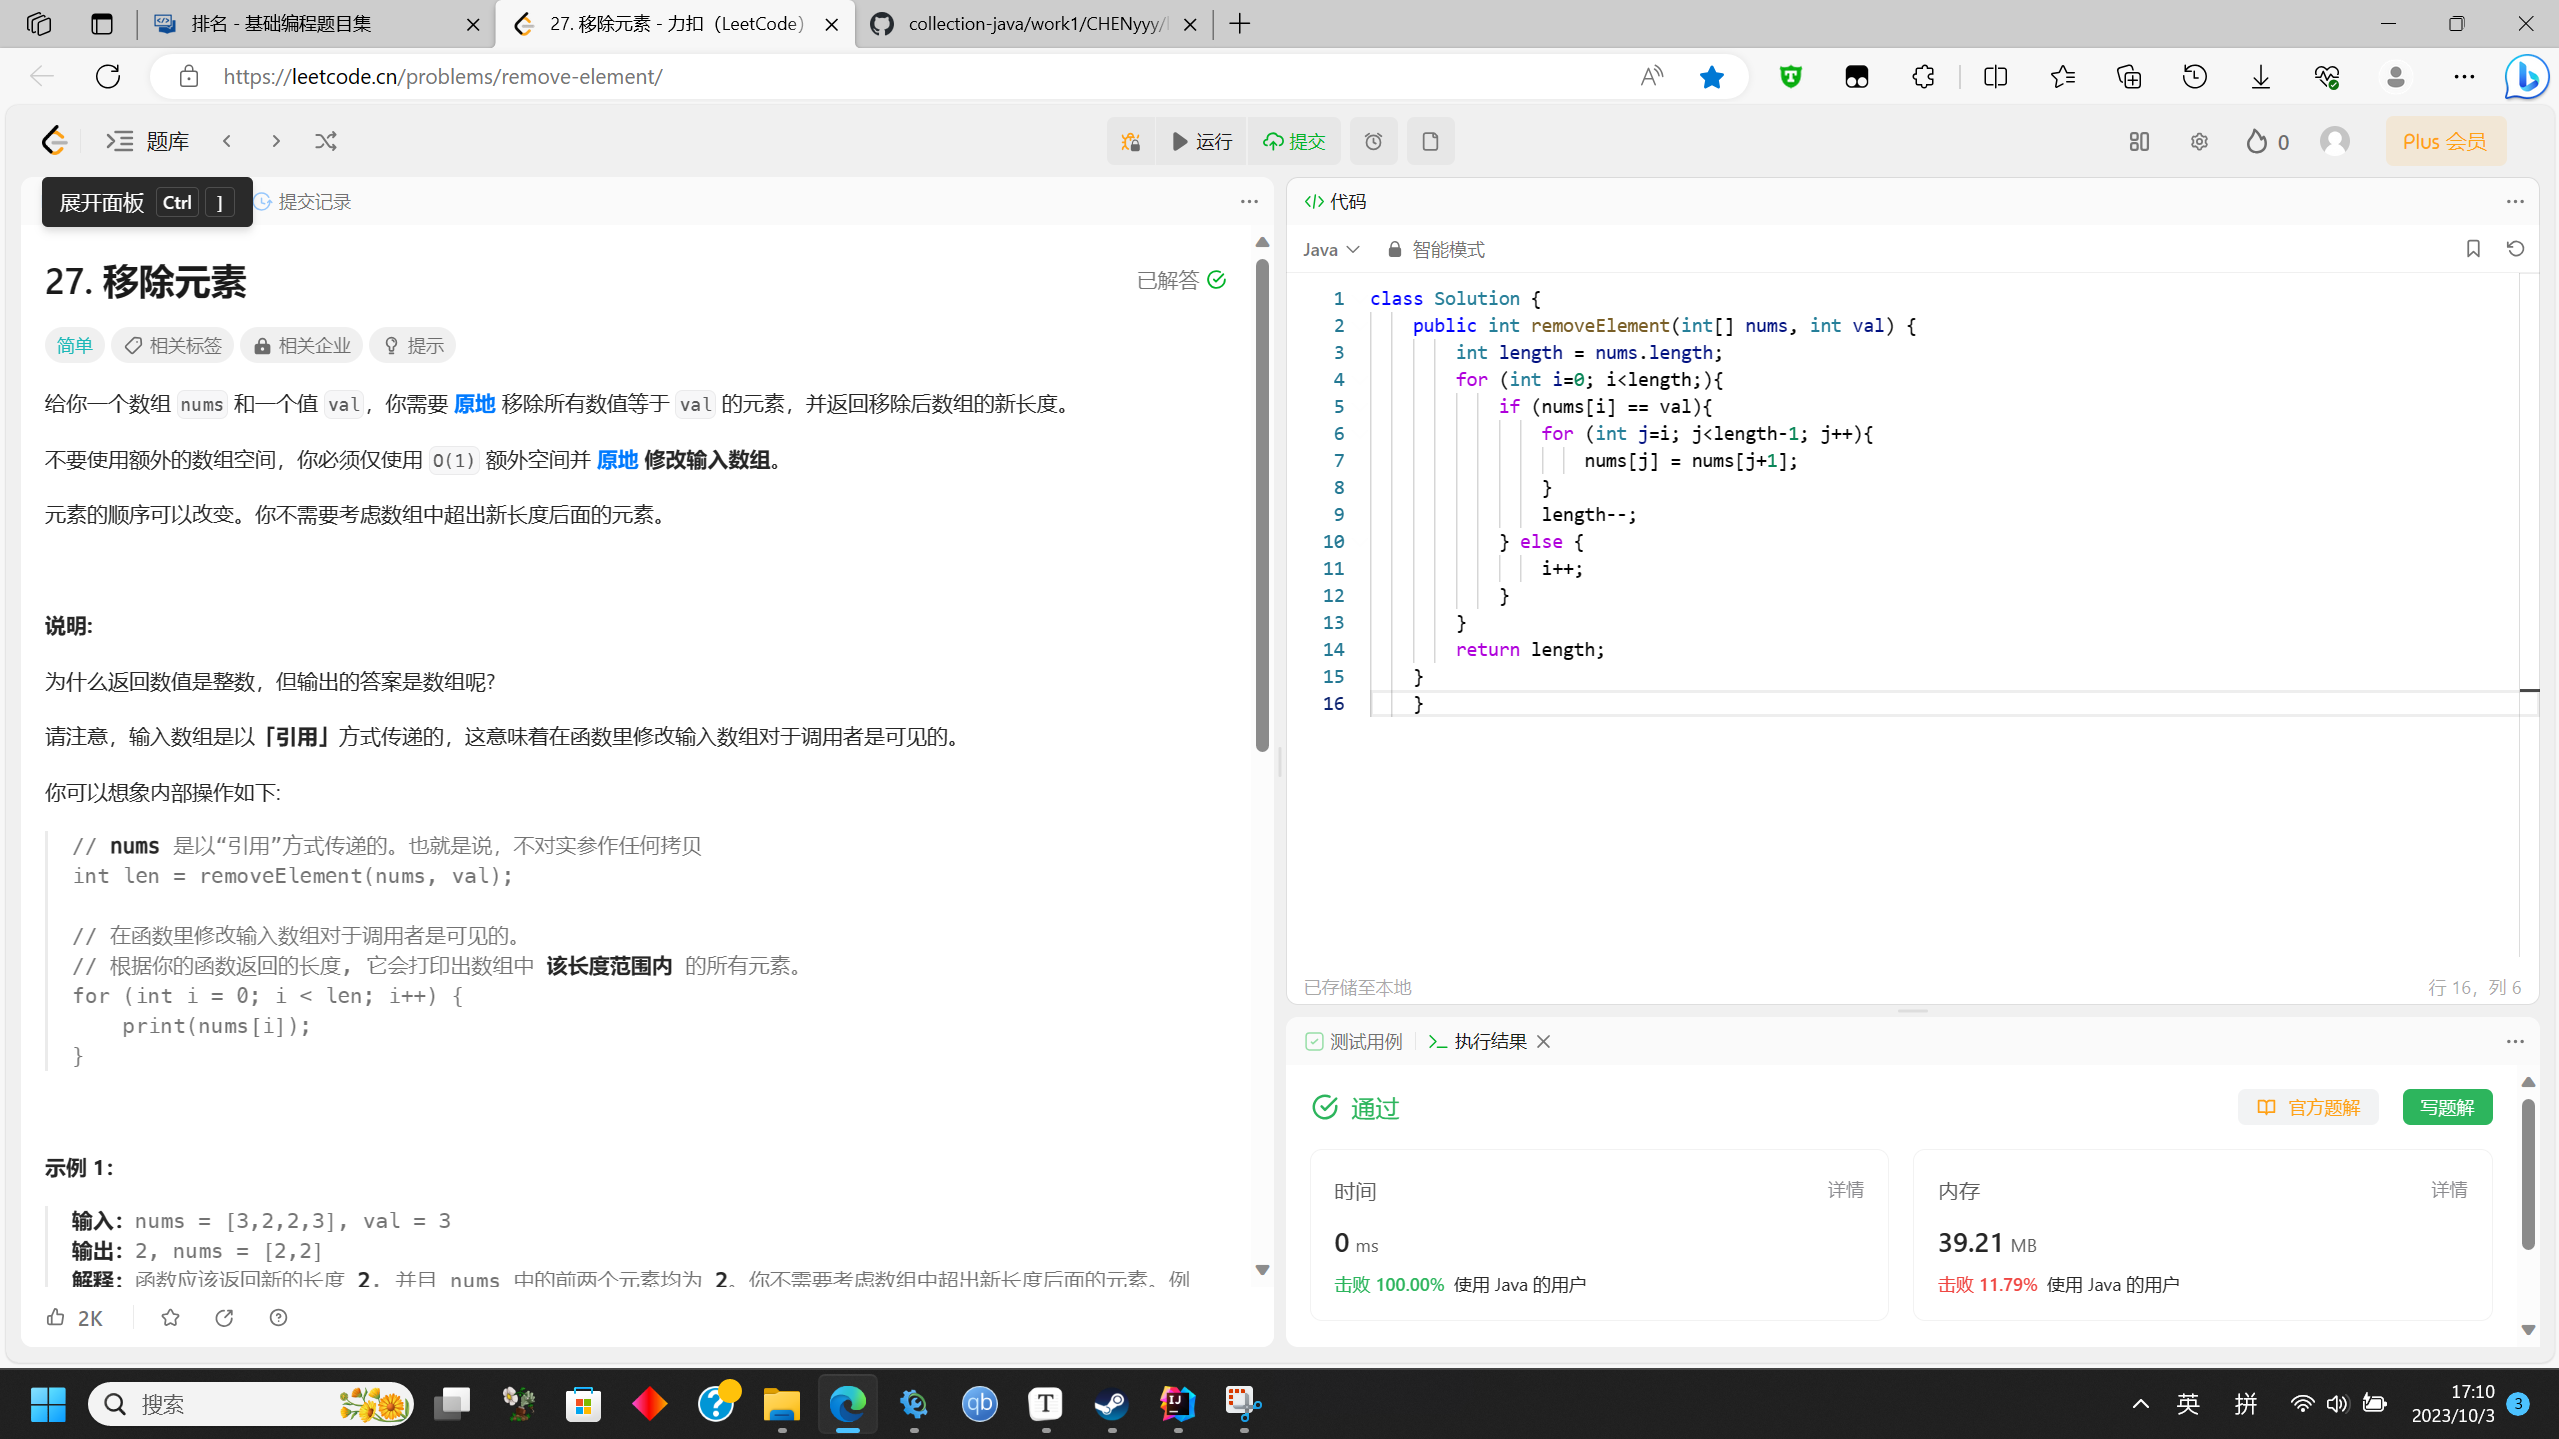 排名 - 基础编程题目集
27. 移除元素 - 力扣（LeetCode）
collection-java/work1/CHENyyy/
https://leetcode.cn/problems/remove-element/
题库
运行
提交
0
Plus 会员
展开面板 Ctrl ]
提交记录
27. 移除元素
已解答
简单
相关标签
相关企业
提示
给你一个数组 nums 和一个值 val，你需要 原地 移除所有数值等于 val 的元素，并返回移除后数组的新长度。
不要使用额外的数组空间，你必须仅使用 O(1) 额外空间并 原地 修改输入数组。
元素的顺序可以改变。你不需要考虑数组中超出新长度后面的元素。
说明:
为什么返回数值是整数，但输出的答案是数组呢?
请注意，输入数组是以「引用」方式传递的，这意味着在函数里修改输入数组对于调用者是可见的。
你可以想象内部操作如下:
// nums 是以“引用”方式传递的。也就是说，不对实参作任何拷贝
int len = removeElement(nums, val);
// 在函数里修改输入数组对于调用者是可见的。
// 根据你的函数返回的长度, 它会打印出数组中 该长度范围内 的所有元素。
for (int i = 0; i < len; i++) {
    print(nums[i]);
}
示例 1：
输入：nums = [3,2,2,3], val = 3
输出：2, nums = [2,2]
解释：函数应该返回新的长度 2, 并且 nums 中的前两个元素均为 2。你不需要考虑数组中超出新长度后面的元素。例
2K
代码
Java
智能模式
1 class Solution {
2     public int removeElement(int[] nums, int val) {
3         int length = nums.length;
4         for (int i=0; i<length;){
5             if (nums[i] == val){
6                 for (int j=i; j<length-1; j++){
7                     nums[j] = nums[j+1];
8                 }
9                 length--;
10             } else {
11                 i++;
12             }
13         }
14         return length;
15     }
16     }
已存储至本地
行 16，列 6
测试用例
执行结果
通过
官方题解
写题解
时间
详情
0 ms
击败 100.00% 使用 Java 的用户
内存
详情
39.21 MB
击败 11.79% 使用 Java 的用户
搜索
英
拼
17:10
2023/10/3
3